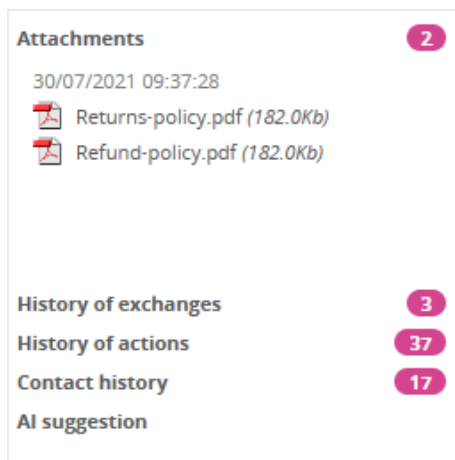 Attachments 2
30/07/2021 09:37:28
Returns-policy.pdf (182.0Kb)
Refund-policy.pdf (182.0Kb)
History of exchanges 3
History of actions 37
Contact history 17
AI suggestion